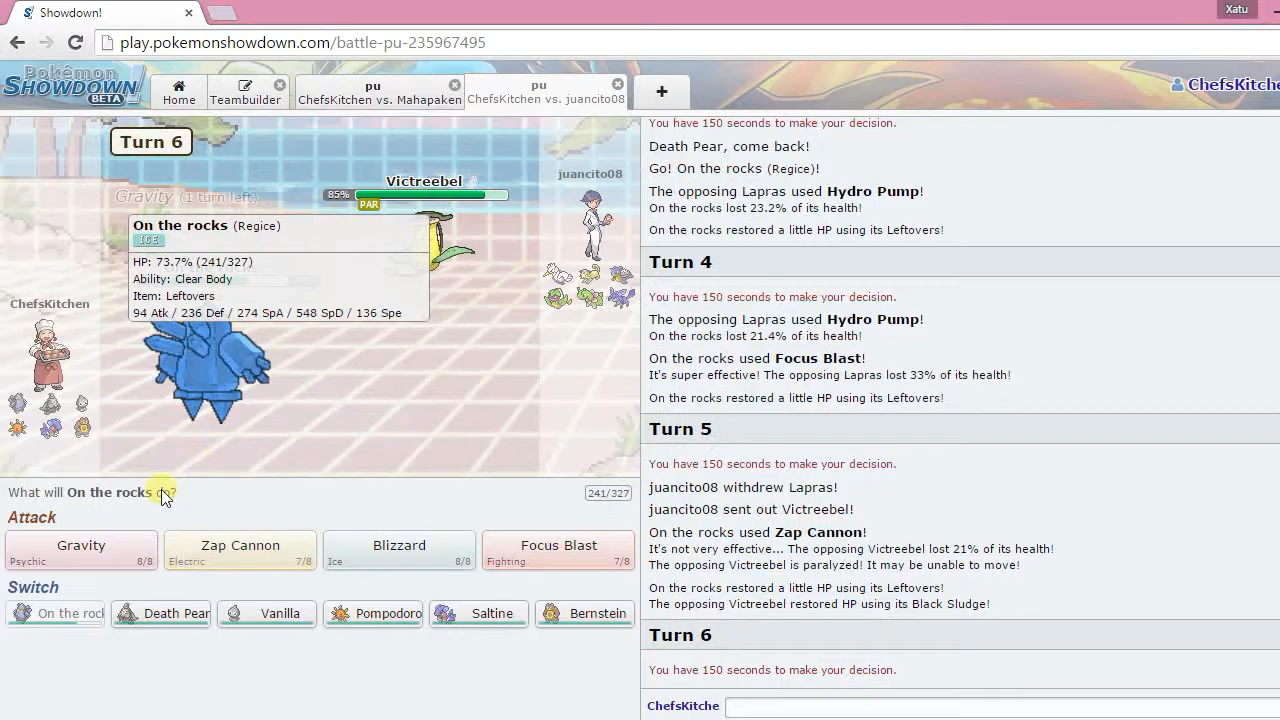 Showdown!
Xatu
play.pokemonshowdown.com/battle-pu-235967495
Pokémon
SHOWDOWN!
BETA
Home
Teambuilder
pu
ChefsKitchen vs. Mahapaken
pu
ChefsKitchen vs. juancito08
+
ChefsKitche
Turn 6
Gravity (1 turn left)
Victreebel
85%
PAR
juancito08
On the rocks (Regice)
ICE
HP: 73.7% (241/327)
Ability: Clear Body
Item: Leftovers
94 Atk / 236 Def / 274 SpA / 548 SpD / 136 Spe
ChefsKitchen
What will On the rocks do?
241/327
Attack
Gravity
Psychic 8/8
Zap Cannon
Electric 7/8
Blizzard
Ice 8/8
Focus Blast
Fighting 7/8
Switch
On the rock
Death Pear
Vanilla
Pompodoro
Saltine
Bernstein
You have 150 seconds to make your decision.
Death Pear, come back!
Go! On the rocks (Regice)!
The opposing Lapras used Hydro Pump!
On the rocks lost 23.2% of its health!
On the rocks restored a little HP using its Leftovers!
Turn 4
You have 150 seconds to make your decision.
The opposing Lapras used Hydro Pump!
On the rocks lost 21.4% of its health!
On the rocks used Focus Blast!
It's super effective! The opposing Lapras lost 33% of its health!
On the rocks restored a little HP using its Leftovers!
Turn 5
You have 150 seconds to make your decision.
juancito08 withdrew Lapras!
juancito08 sent out Victreebel!
On the rocks used Zap Cannon!
It's not very effective... The opposing Victreebel lost 21% of its health!
The opposing Victreebel is paralyzed! It may be unable to move!
On the rocks restored a little HP using its Leftovers!
The opposing Victreebel restored HP using its Black Sludge!
Turn 6
You have 150 seconds to make your decision.
ChefsKitche